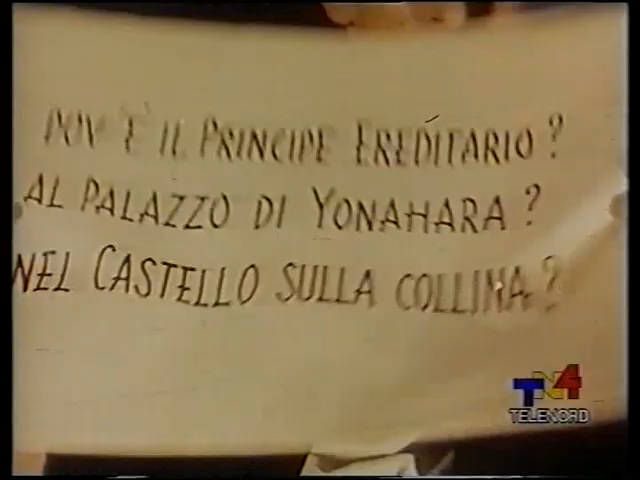 DOV'È IL PRINCIPE EREDITARIO?
AL PALAZZO DI YONAHARA?
NEL CASTELLO SULLA COLLINA?
TN4
TELENORD